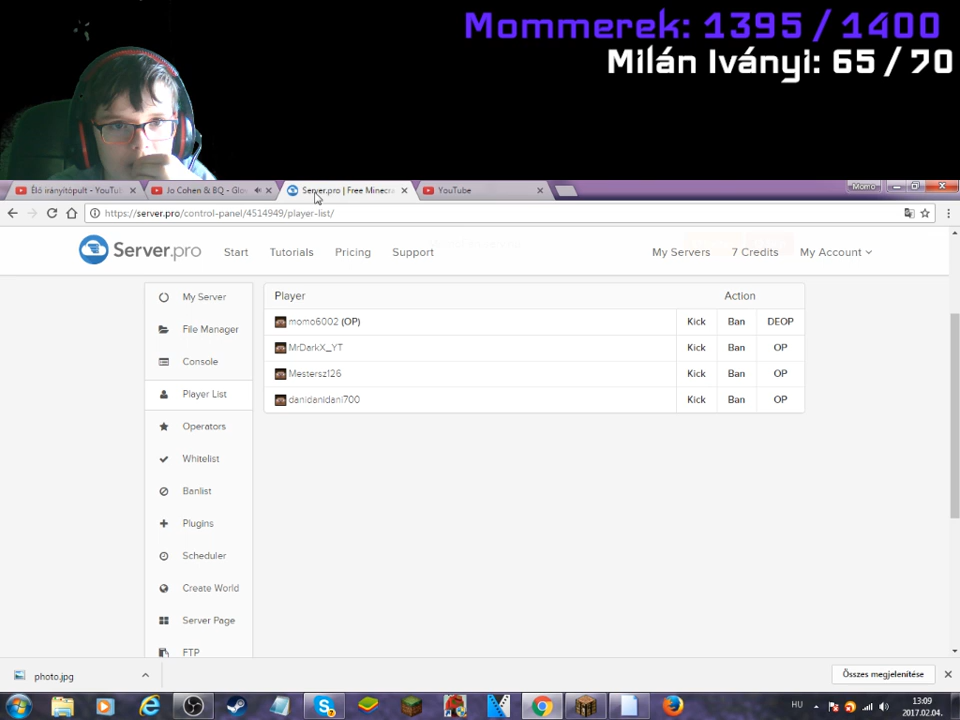 Mommerek: 1395 / 1400
Milán Iványi: 65 / 70
Élő irányítópult - YouTu
Jo Cohen & BQ - Glo
Server.pro | Free Minecra
YouTube
Momo
https://server.pro/control-panel/4514949/player-list/
Server.pro
Start
Tutorials
Pricing
Support
My Servers
7 Credits
My Account
My Server
File Manager
Console
Player List
Operators
Whitelist
Banlist
Plugins
Scheduler
Create World
Server Page
FTP
Player Action
momo6002 (OP) Kick Ban DEOP
MrDarkX_YT Kick Ban OP
Mestersz126 Kick Ban OP
danidanidani700 Kick Ban OP
photo.jpg
Összes megjelenítése
HU
13:09
2017.02.04.